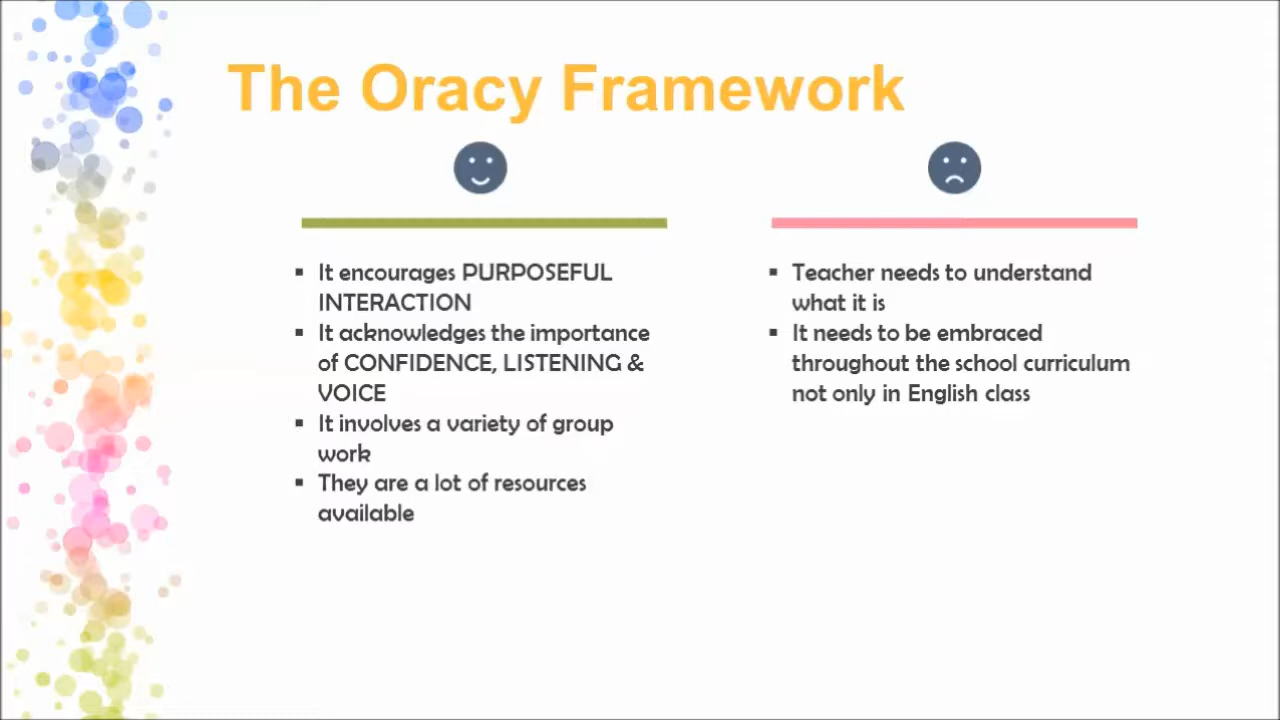 The Oracy Framework
▪ It encourages PURPOSEFUL
INTERACTION
▪ It acknowledges the importance
of CONFIDENCE, LISTENING &
VOICE
▪ It involves a variety of group
work
▪ They are a lot of resources
available
▪ Teacher needs to understand
what it is
▪ It needs to be embraced
throughout the school curriculum
not only in English class